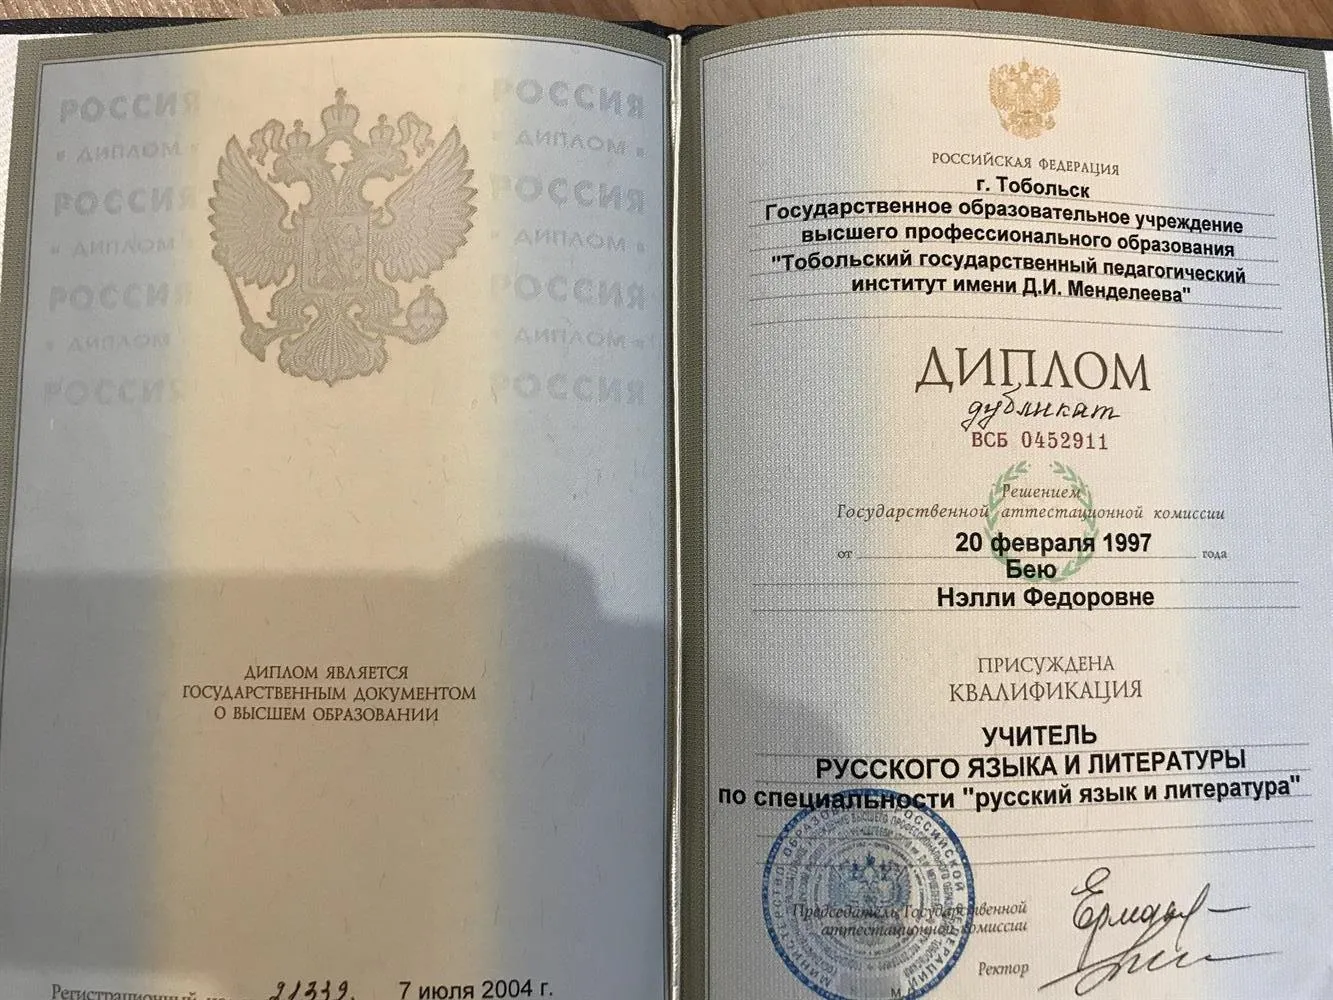 РОССИЯ РОССИЯ
• ДИПЛОМ • • ДИПЛОМ •
РОССИЯ РОССИЯ
• ДИПЛОМ • • ДИПЛОМ •
РОССИЯ РОССИЯ
• ДИПЛОМ • ДИПЛОМ •
РОССИЯ РОССИЯ
ДИПЛОМ ЯВЛЯЕТСЯ
ГОСУДАРСТВЕННЫМ ДОКУМЕНТОМ
О ВЫСШЕМ ОБРАЗОВАНИИ
Регистрационный 21339. 7 июля 2004 г.
РОССИЙСКАЯ ФЕДЕРАЦИЯ
г. Тобольск
Государственное образовательное учреждение
высшего профессионального образования
"Тобольский государственный педагогический
институт имени Д.И. Менделеева"
ДИПЛОМ
дубликат
ВСБ 0452911
Решением
Государственной аттестационной комиссии
от 20 февраля 1997 года
Бею
Нэлли Федоровне
ПРИСУЖДЕНА
КВАЛИФИКАЦИЯ
УЧИТЕЛЬ
РУССКОГО ЯЗЫКА И ЛИТЕРАТУРЫ
по специальности "русский язык и литература"
Председатель Государственной
аттестационной комиссии
Ректор